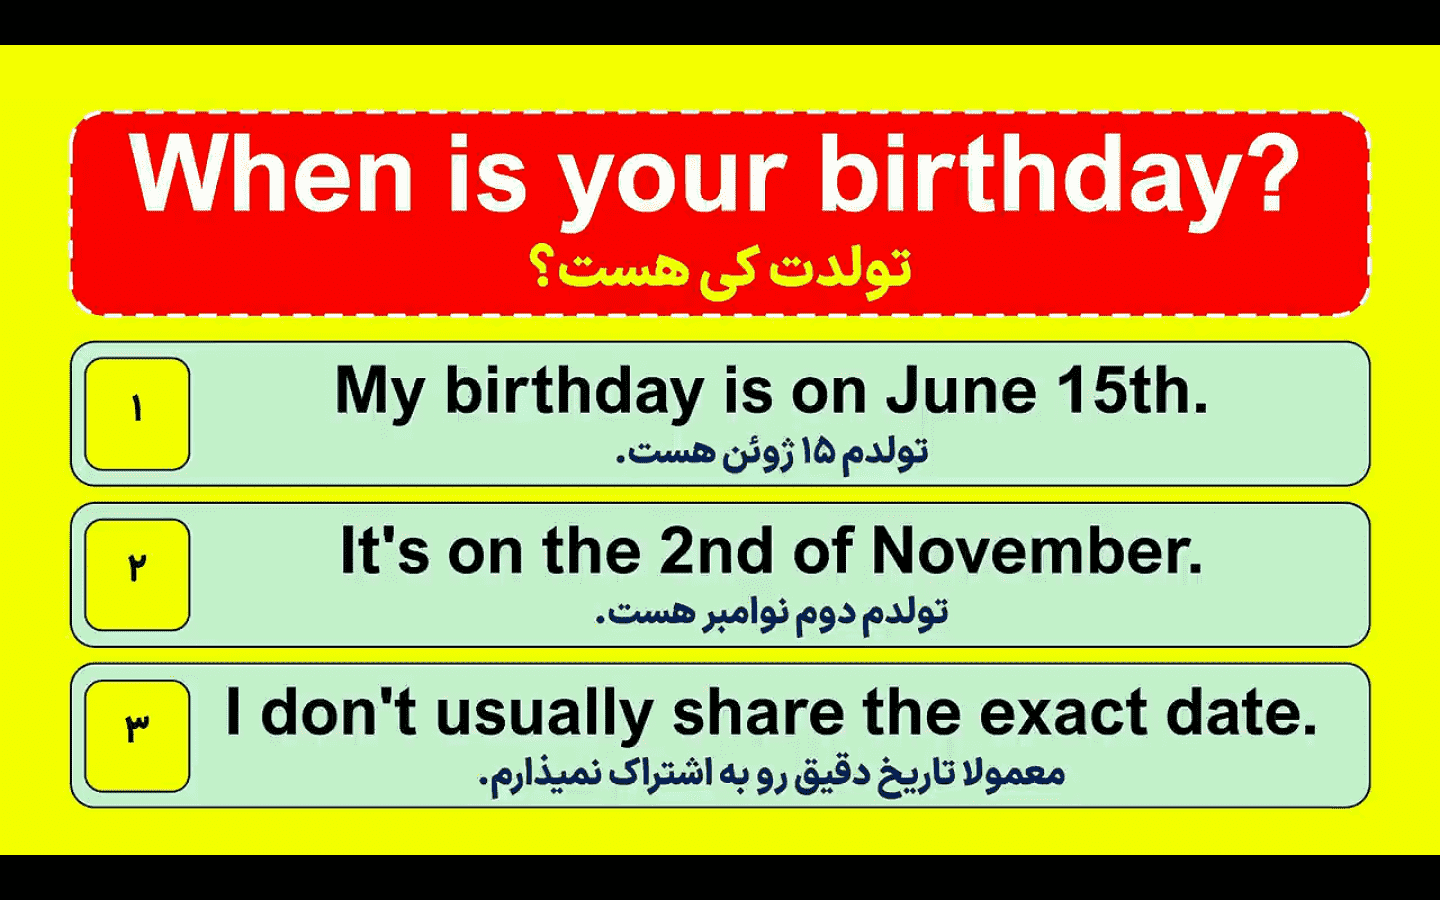 When is your birthday?
تولدت کی هست؟
۱
My birthday is on June 15th.
تولدم ۱۵ ژوئن هست.
۲
It's on the 2nd of November.
تولدم دوم نوامبر هست.
۳
I don't usually share the exact date.
معمولا تاریخ دقیق رو به اشتراک نمیذارم.